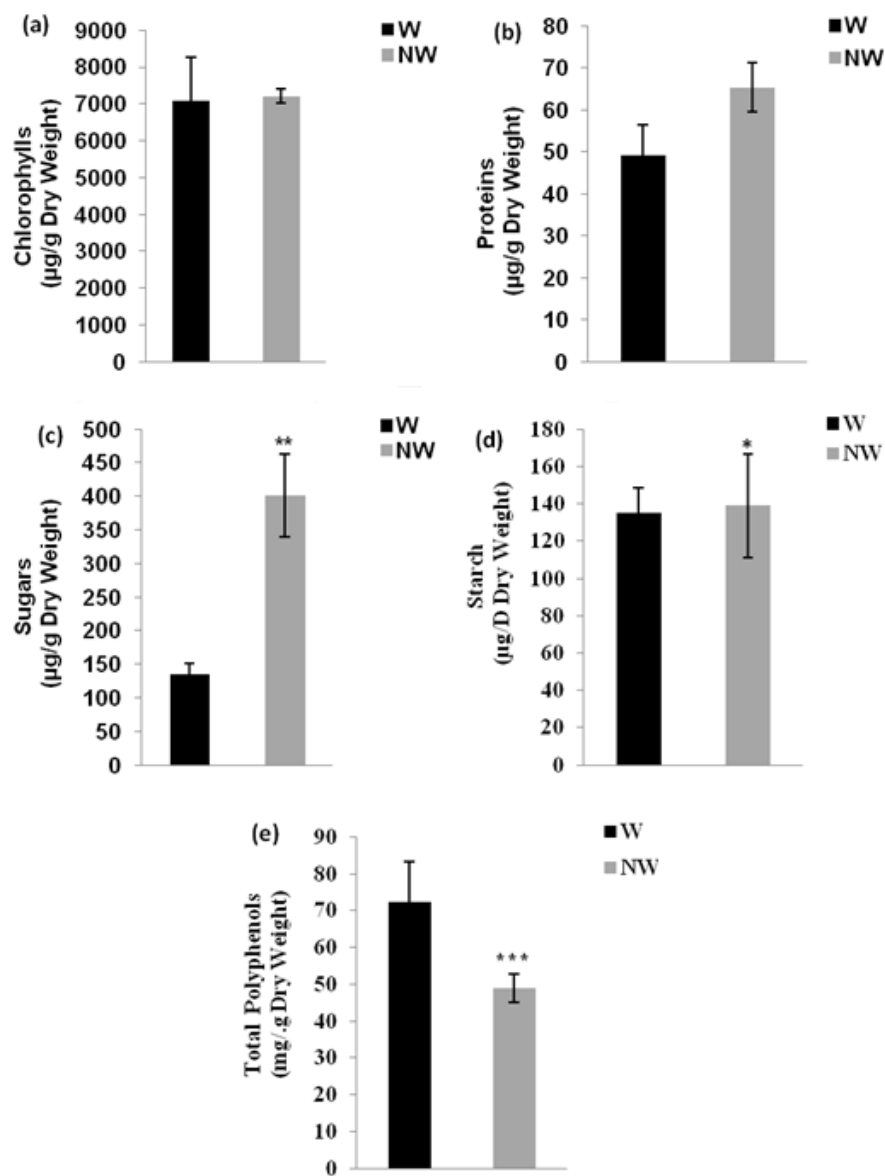 (a)
Chlorophylls
(µg/g Dry Weight)
9000
8000
7000
6000
5000
4000
3000
2000
1000
0
W
NW
(b)
Proteins
(µg/g Dry Weight)
80
70
60
50
40
30
20
10
0
W
NW
(c)
Sugars
(µg/g Dry Weight)
500
450
400
350
300
250
200
150
100
50
0
**
W
NW
(d)
Starch
(µg/D Dry Weight)
180
160
140
120
100
80
60
40
20
0
*
W
NW
(e)
Total Polyphenols
(mg/.g Dry Weight)
90
80
70
60
50
40
30
20
10
0
***
W
NW